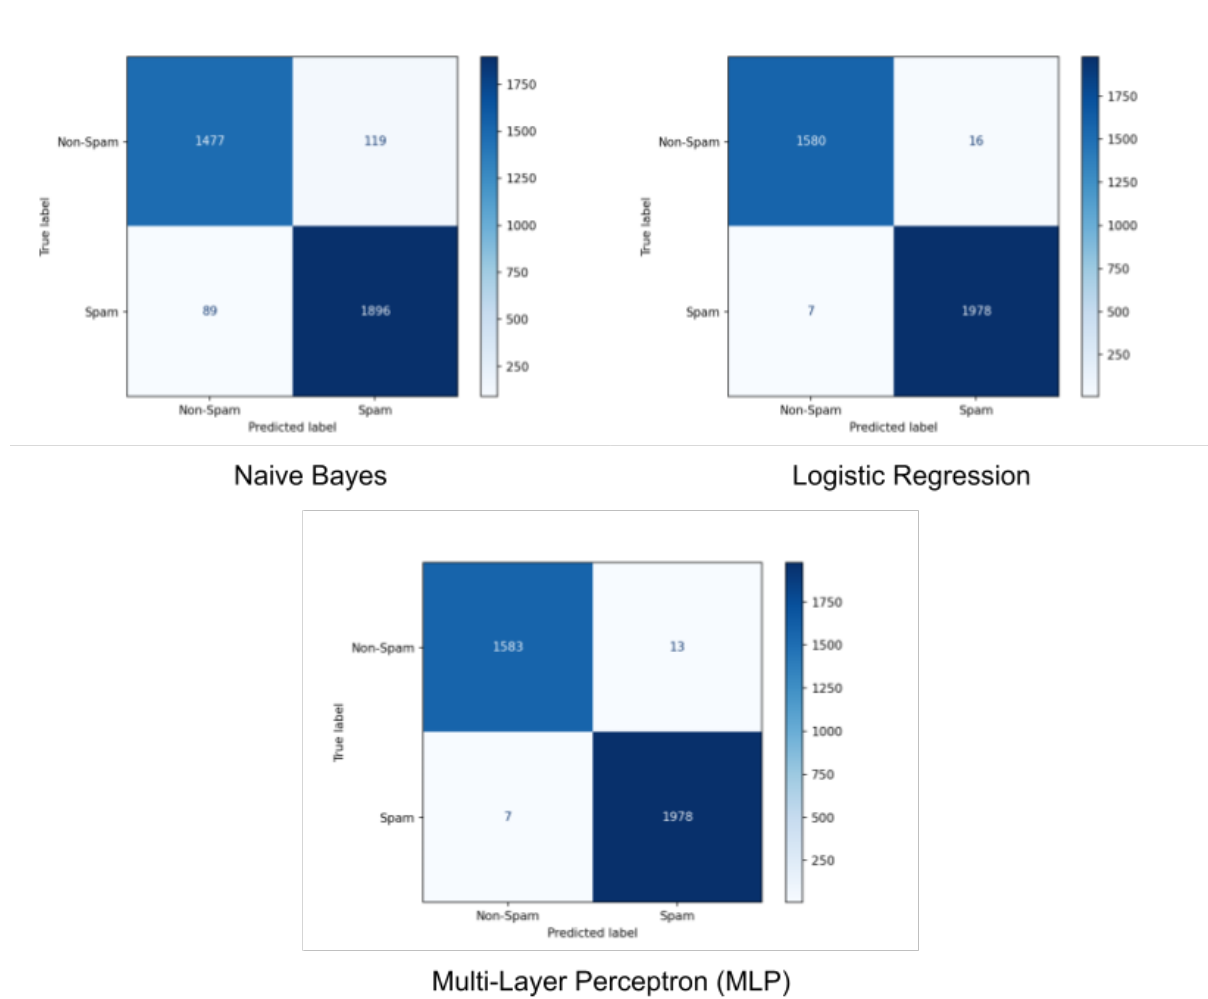 1750
Non-Spam
1477
119
1500
1250
True label
1000
750
Spam
89
1896
500
250
Non-Spam
Spam
Predicted label
Naive Bayes
1750
Non-Spam
1580
16
1500
1250
True label
1000
750
Spam
7
1978
500
250
Non-Spam
Spam
Predicted label
Logistic Regression
1750
Non-Spam
1583
13
1500
1250
True label
1000
750
Spam
7
1978
500
250
Non-Spam
Spam
Predicted label
Multi-Layer Perceptron (MLP)